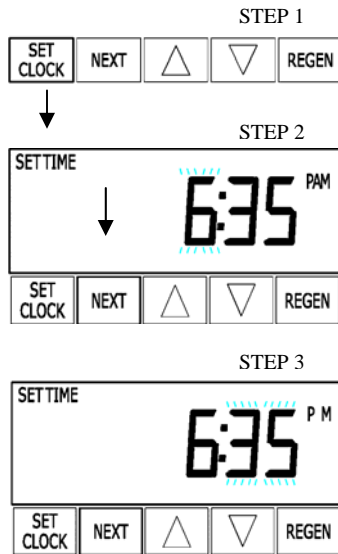 STEP 1
SET CLOCK NEXT REGEN
STEP 2
SET TIME
6:35 PAM
SET CLOCK NEXT REGEN
STEP 3
SET TIME
6:35 P M
SET CLOCK NEXT REGEN